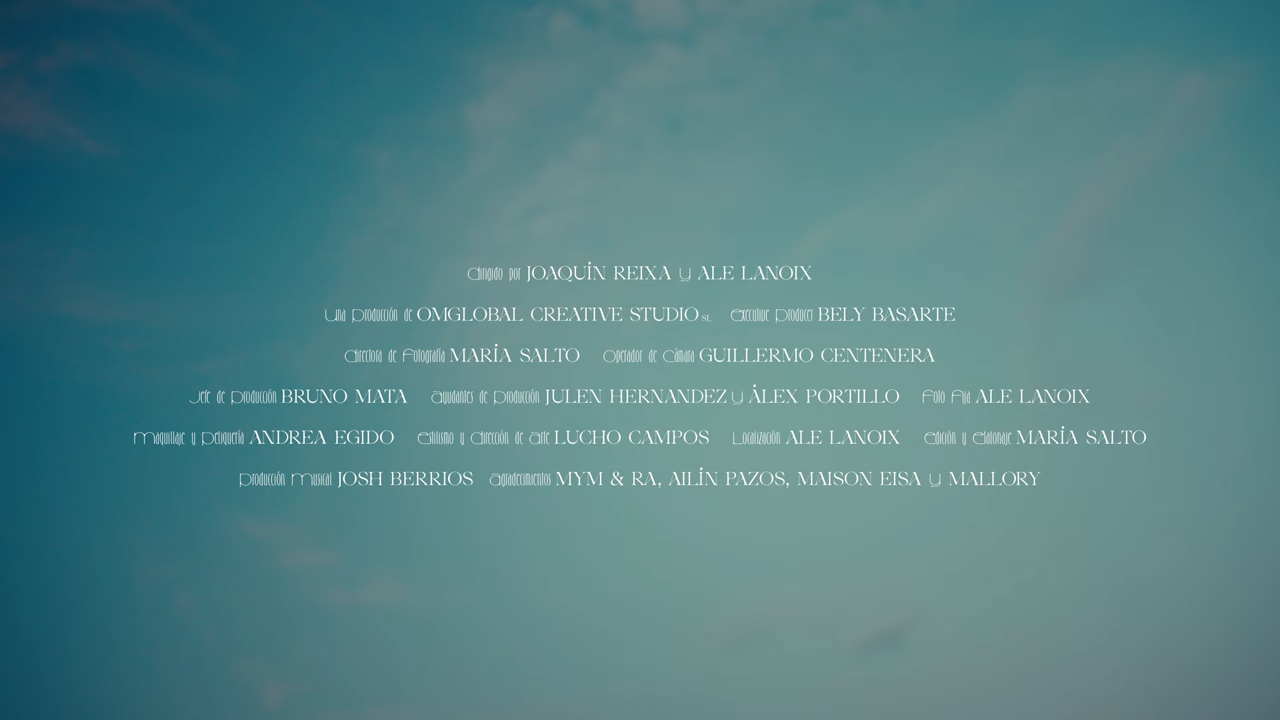 dirigido por JOAQUÍN REIXA y ALE LANOIX
una producción de OMGLOBAL CREATIVE STUDIO SL. executive producer BELY BASARTE
directora de fotografía MARÍA SALTO operador de cámara GUILLERMO CENTENERA
jefe de producción BRUNO MATA ayudantes de producción JULEN HERNANDEZ y ÁLEX PORTILLO foto fija ALE LANOIX
maquillaje y peluquería ANDREA EGIDO estilismo y dirección de arte LUCHO CAMPOS localización ALE LANOIX edición y etalonaje MARÍA SALTO
producción musical JOSH BERRIOS agradecimientos MYM & RA, AILÍN PAZOS, MAISON EISA y MALLORY